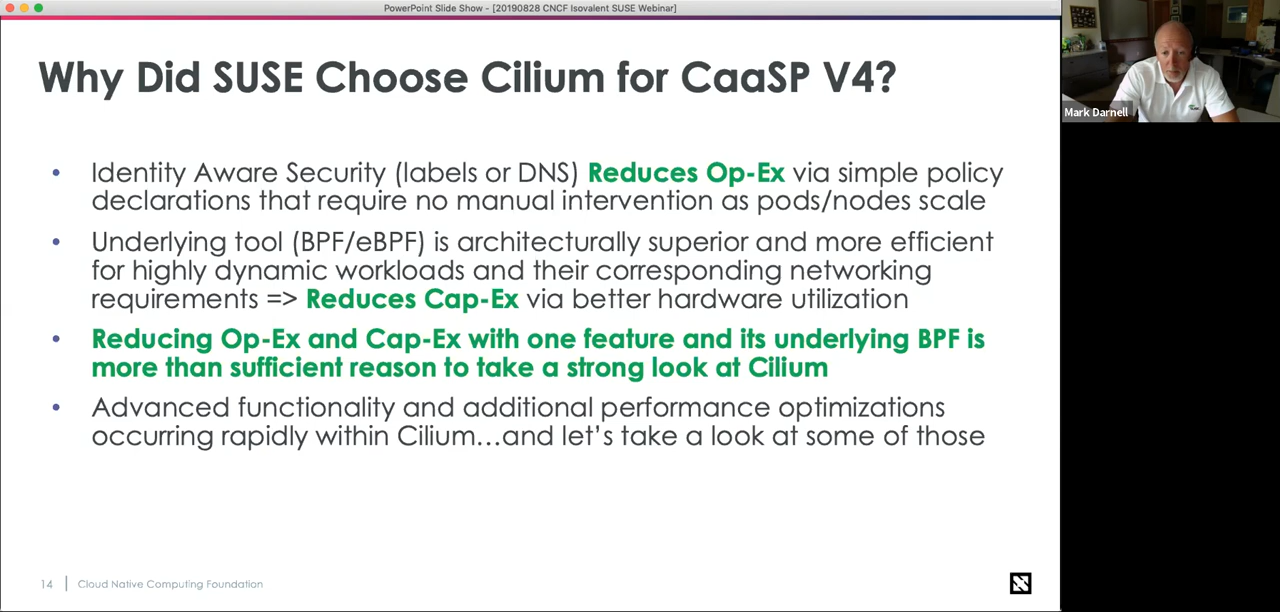 PowerPoint Slide Show - [20190828 CNCF Isovalent SUSE Webinar]
Why Did SUSE Choose Cilium for CaaSP V4?
• Identity Aware Security (labels or DNS) Reduces Op-Ex via simple policy
declarations that require no manual intervention as pods/nodes scale
• Underlying tool (BPF/eBPF) is architecturally superior and more efficient
for highly dynamic workloads and their corresponding networking
requirements => Reduces Cap-Ex via better hardware utilization
• Reducing Op-Ex and Cap-Ex with one feature and its underlying BPF is
more than sufficient reason to take a strong look at Cilium
• Advanced functionality and additional performance optimizations
occurring rapidly within Cilium…and let’s take a look at some of those
14 | Cloud Native Computing Foundation
Mark Darnell